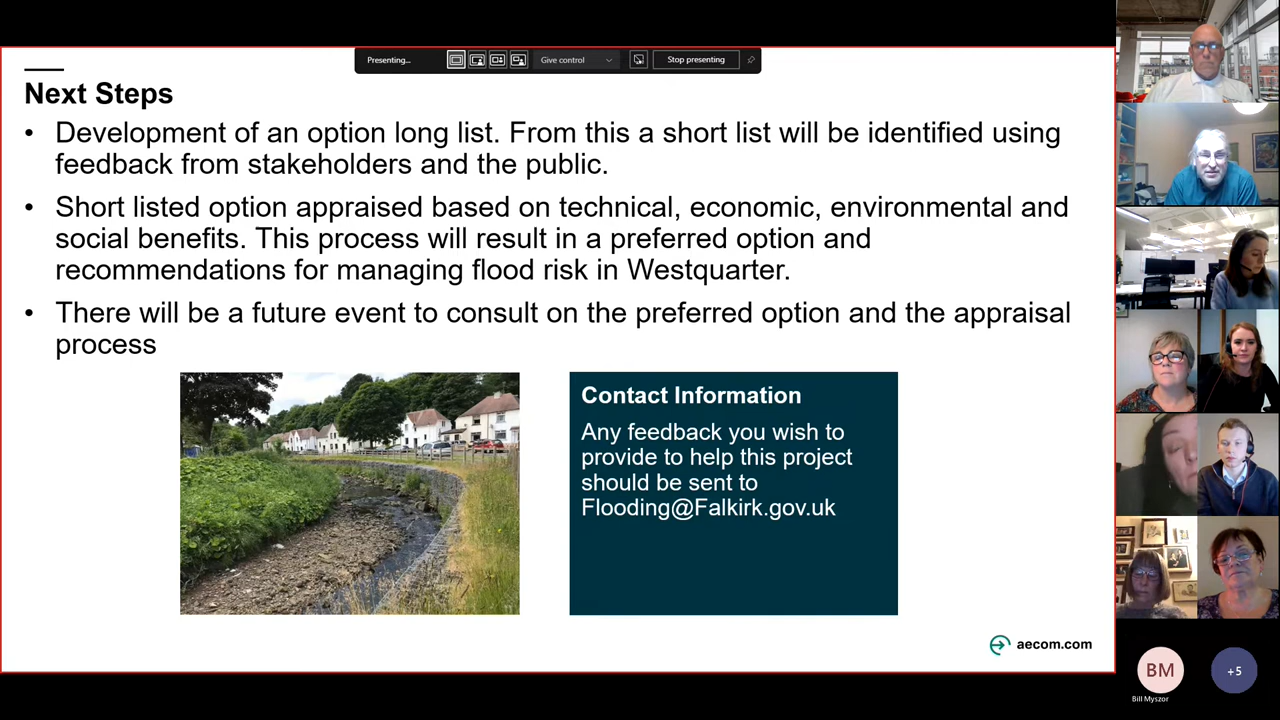 Presenting...
Give control
Stop presenting
Next Steps
• Development of an option long list. From this a short list will be identified using
feedback from stakeholders and the public.
• Short listed option appraised based on technical, economic, environmental and
social benefits. This process will result in a preferred option and
recommendations for managing flood risk in Westquarter.
• There will be a future event to consult on the preferred option and the appraisal
process
Contact Information
Any feedback you wish to
provide to help this project
should be sent to
Flooding@Falkirk.gov.uk
aecom.com
BM
Bill Myszor
+5